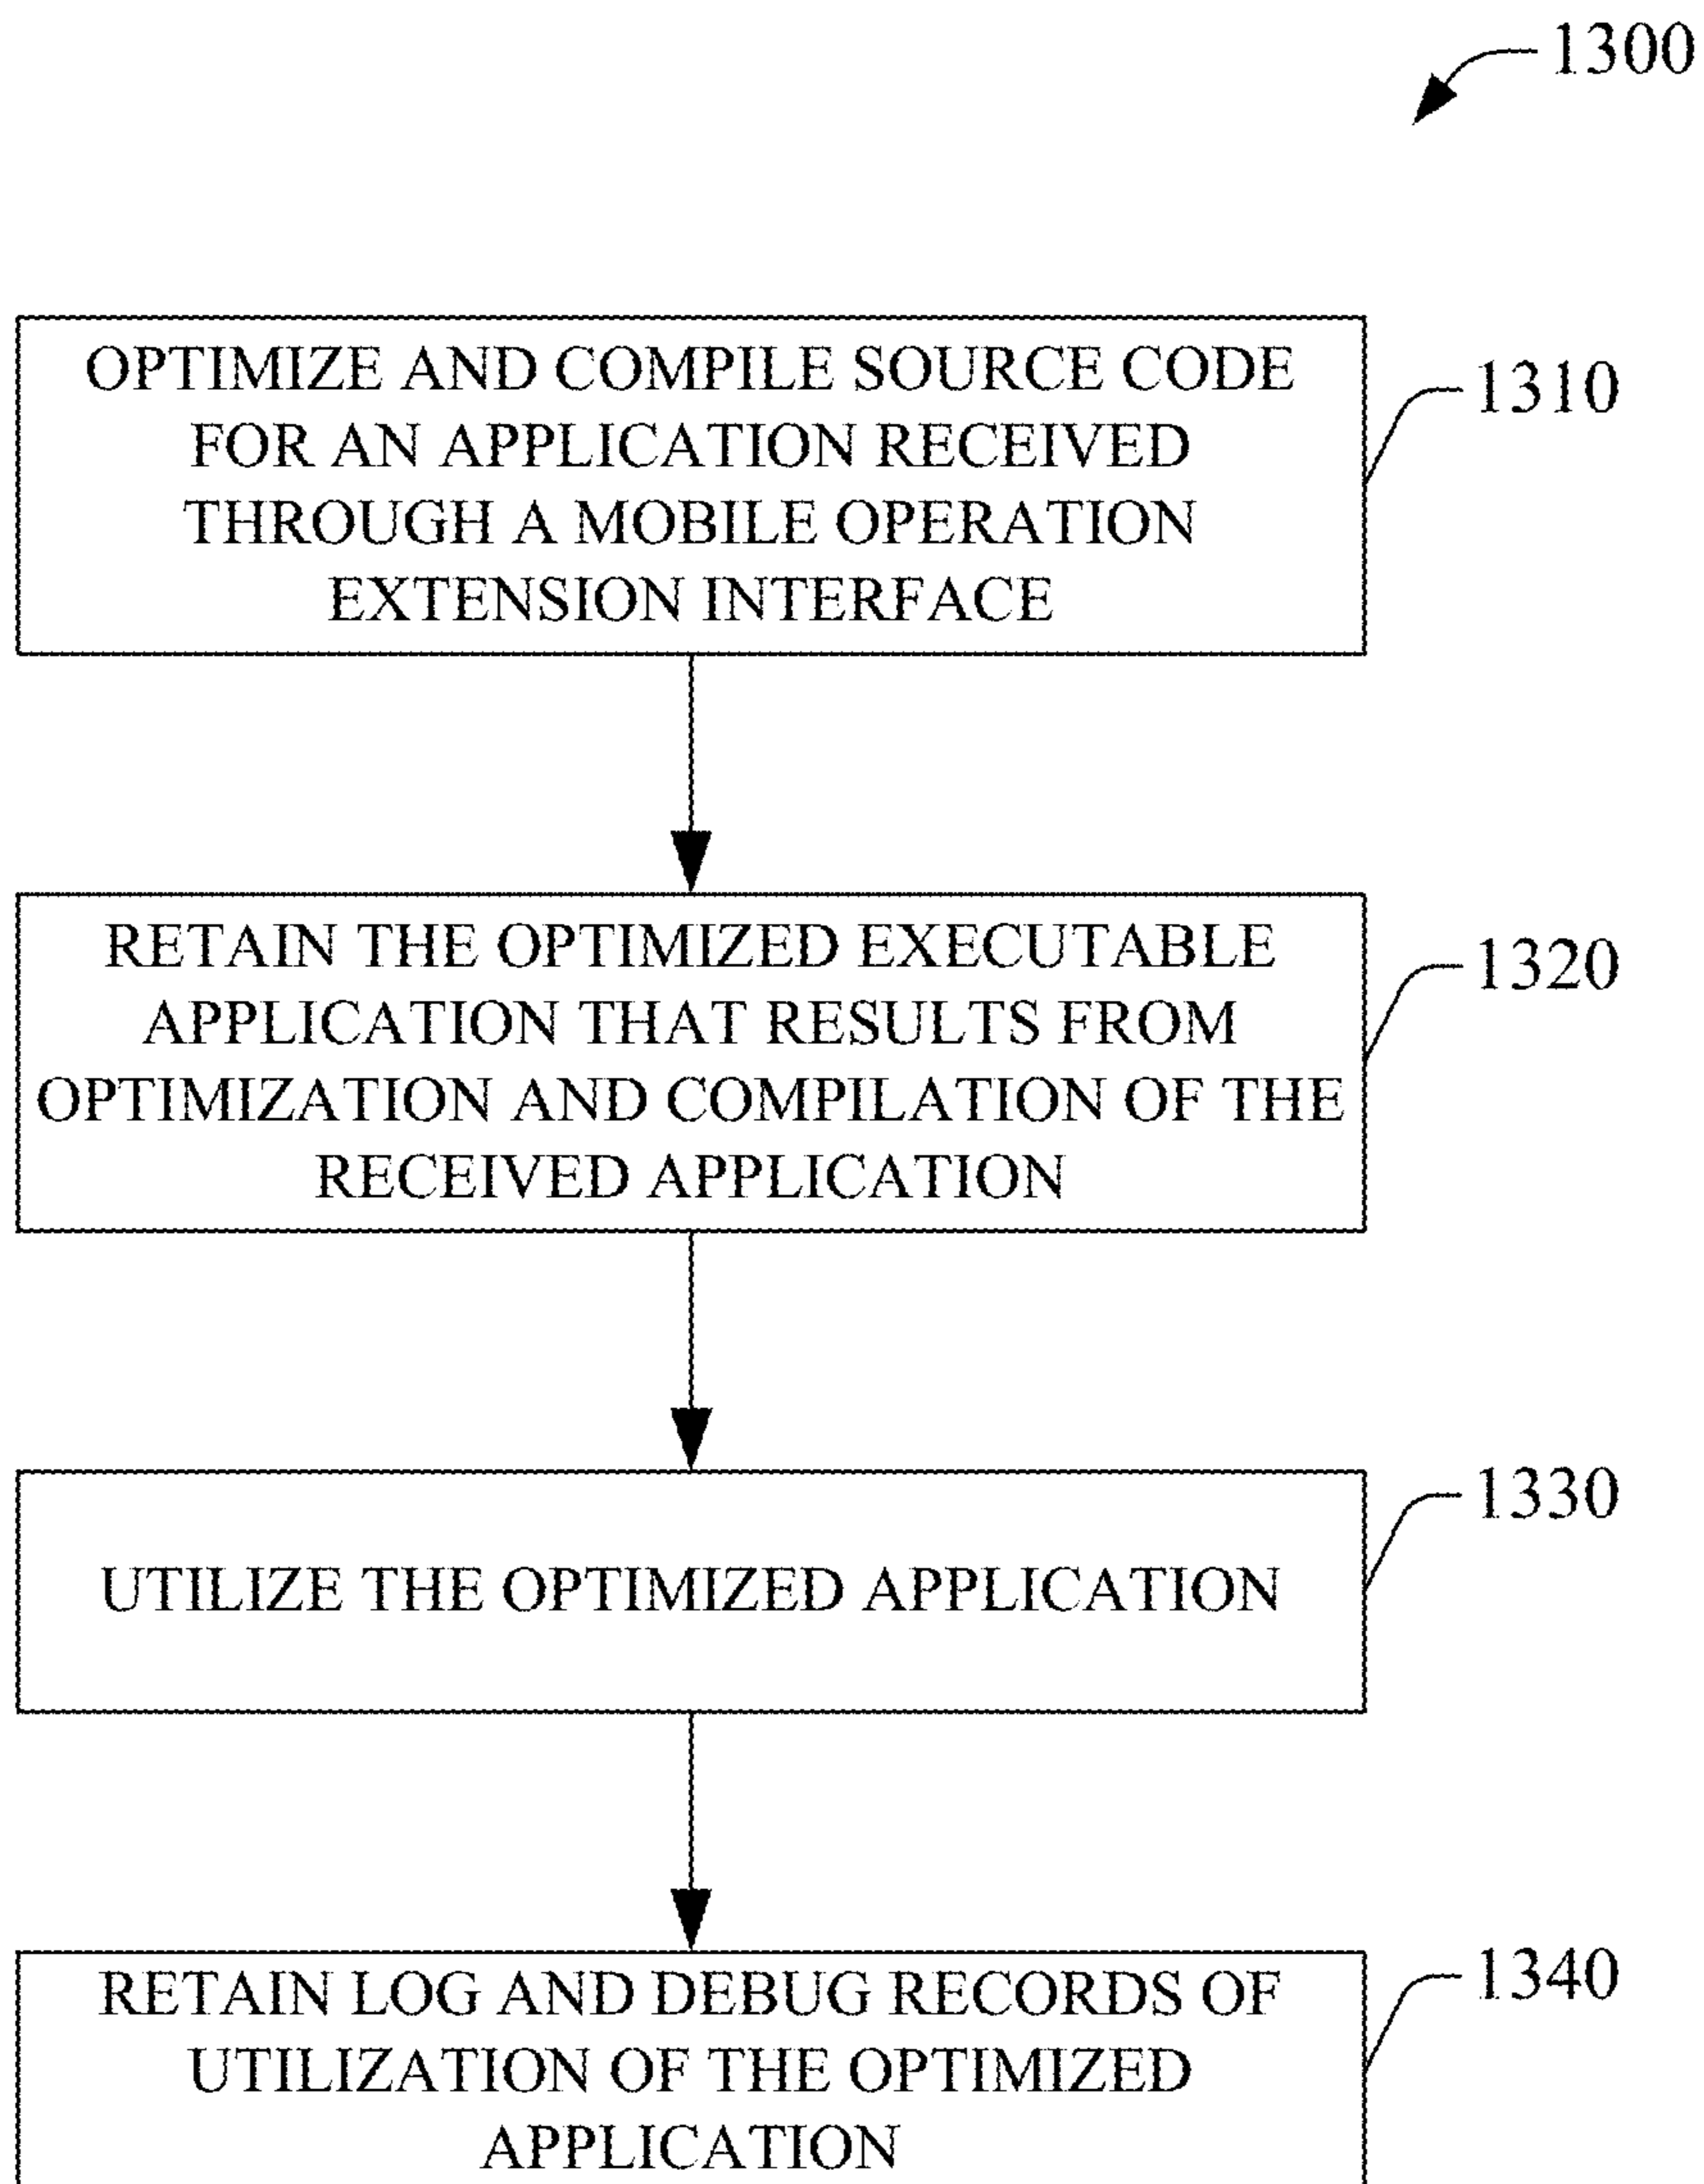 1300
OPTIMIZE AND COMPILE SOURCE CODE
FOR AN APPLICATION RECEIVED
THROUGH A MOBILE OPERATION
EXTENSION INTERFACE
1310
RETAIN THE OPTIMIZED EXECUTABLE
APPLICATION THAT RESULTS FROM
OPTIMIZATION AND COMPILATION OF THE
RECEIVED APPLICATION
1320
UTILIZE THE OPTIMIZED APPLICATION
1330
RETAIN LOG AND DEBUG RECORDS OF
UTILIZATION OF THE OPTIMIZED
APPLICATION
1340